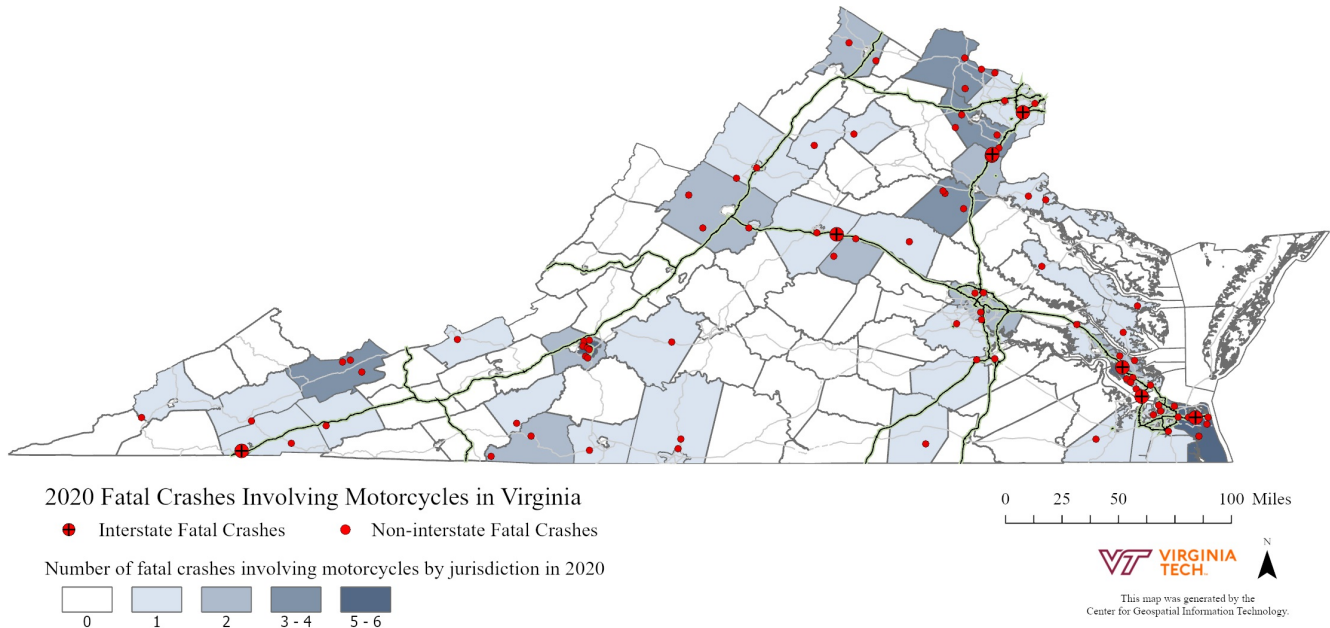 2020 Fatal Crashes Involving Motorcycles in Virginia
Interstate Fatal Crashes
Non-interstate Fatal Crashes
Number of fatal crashes involving motorcycles by jurisdiction in 2020
0 1 2 3 - 4 5 - 6
0 25 50 100 Miles
N
VT VIRGINIA
TECH
This map was generated by the
Center for Geospatial Information Technology.